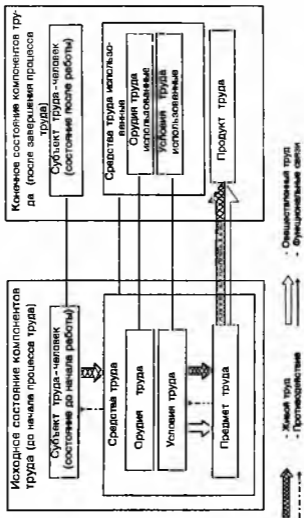 Исходное состояние компонентов
труда (до начала процесса труда)
Субъект труда-человек
(состояние до начала работы)
Средства труда
Орудия труда
Условия труда
Предмет труда
Конечное состояние компонентов тру-
да (после завершения процесса
труда)
Субъект труда-человек
(состояние после работы)
Средства труда использо-
ванные
Орудия труда
использованные
Условия труда
использованные
Продукт труда
- Живой труд
- Противодействие
- Овеществленный труд
- Функциональные связи